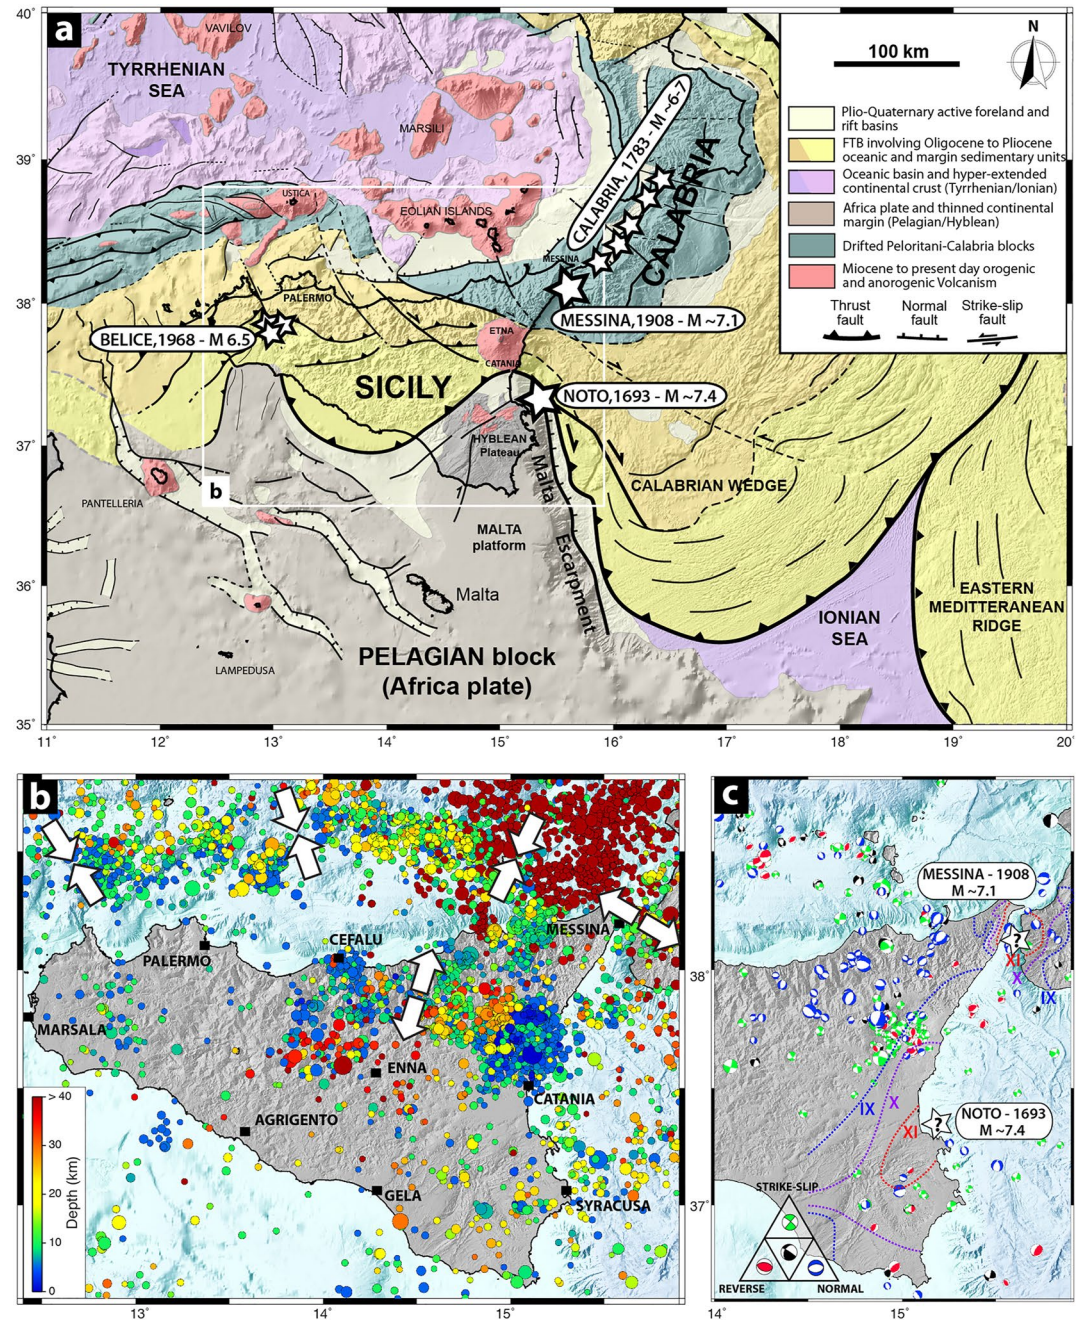 a
40˚
39˚
38˚
37˚
36˚
35˚
11˚
12˚
13˚
14˚
15˚
16˚
17˚
18˚
19˚
20˚
VAVILOV
TYRRHENIAN
SEA
MARSILI
USTICA
EOLIAN ISLANDS
CALABRIA, 1783 - M ~6-7
CALABRIA
MESSINA
PALERMO
MESSINA,1908 - M ~7.1
BELICE,1968 - M 6.5
ETNA
CATANIA
SICILY
NOTO,1693 - M ~7.4
HYBLEAN
Plateau
CALABRIAN WEDGE
b
PANTELLERIA
MALTA
platform
Malta Escarpment
Malta
LAMPEDUSA
PELAGIAN block
(Africa plate)
IONIAN
SEA
EASTERN
MEDITTERANEAN
RIDGE
100 km
N
Plio-Quaternary active foreland and
rift basins
FTB involving Oligocene to Pliocene
oceanic and margin sedimentary units
Oceanic basin and hyper-extended
continental crust (Tyrrhenian/Ionian)
Africa plate and thinned continental
margin (Pelagian/Hyblean)
Drifted Peloritani-Calabria blocks
Miocene to present day orogenic
and anorogenic Volcanism
Thrust
fault
Normal
fault
Strike-slip
fault
b
PALERMO
CEFALU
MESSINA
MARSALA
ENNA
CATANIA
AGRIGENTO
GELA
SYRACUSA
> 40
30
20
10
0
Depth (km)
13˚
14˚
15˚
c
MESSINA - 1908
M ~7.1
?
XI
X
IX
38˚
IX
X
XI
?
NOTO - 1693
M ~7.4
37˚
STRIKE-SLIP
REVERSE
NORMAL
14˚
15˚